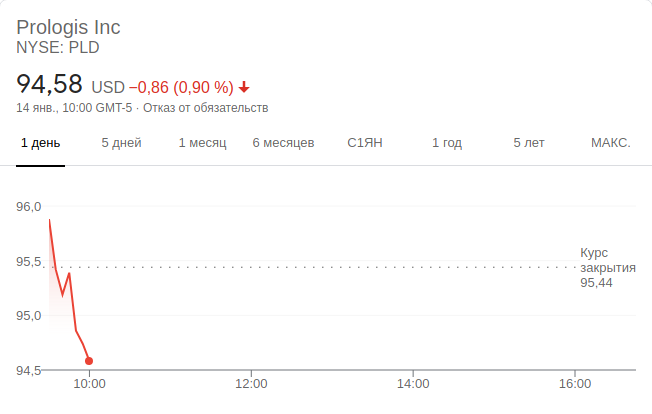 Prologis Inc
NYSE: PLD
94,58 USD −0,86 (0,90 %)
14 янв., 10:00 GMT-5 · Отказ от обязательств
1 день 5 дней 1 месяц 6 месяцев С1ЯН 1 год 5 лет МАКС.
96,0
95,5
95,0
94,5
Курс
закрытия
95,44
10:00 12:00 14:00 16:00